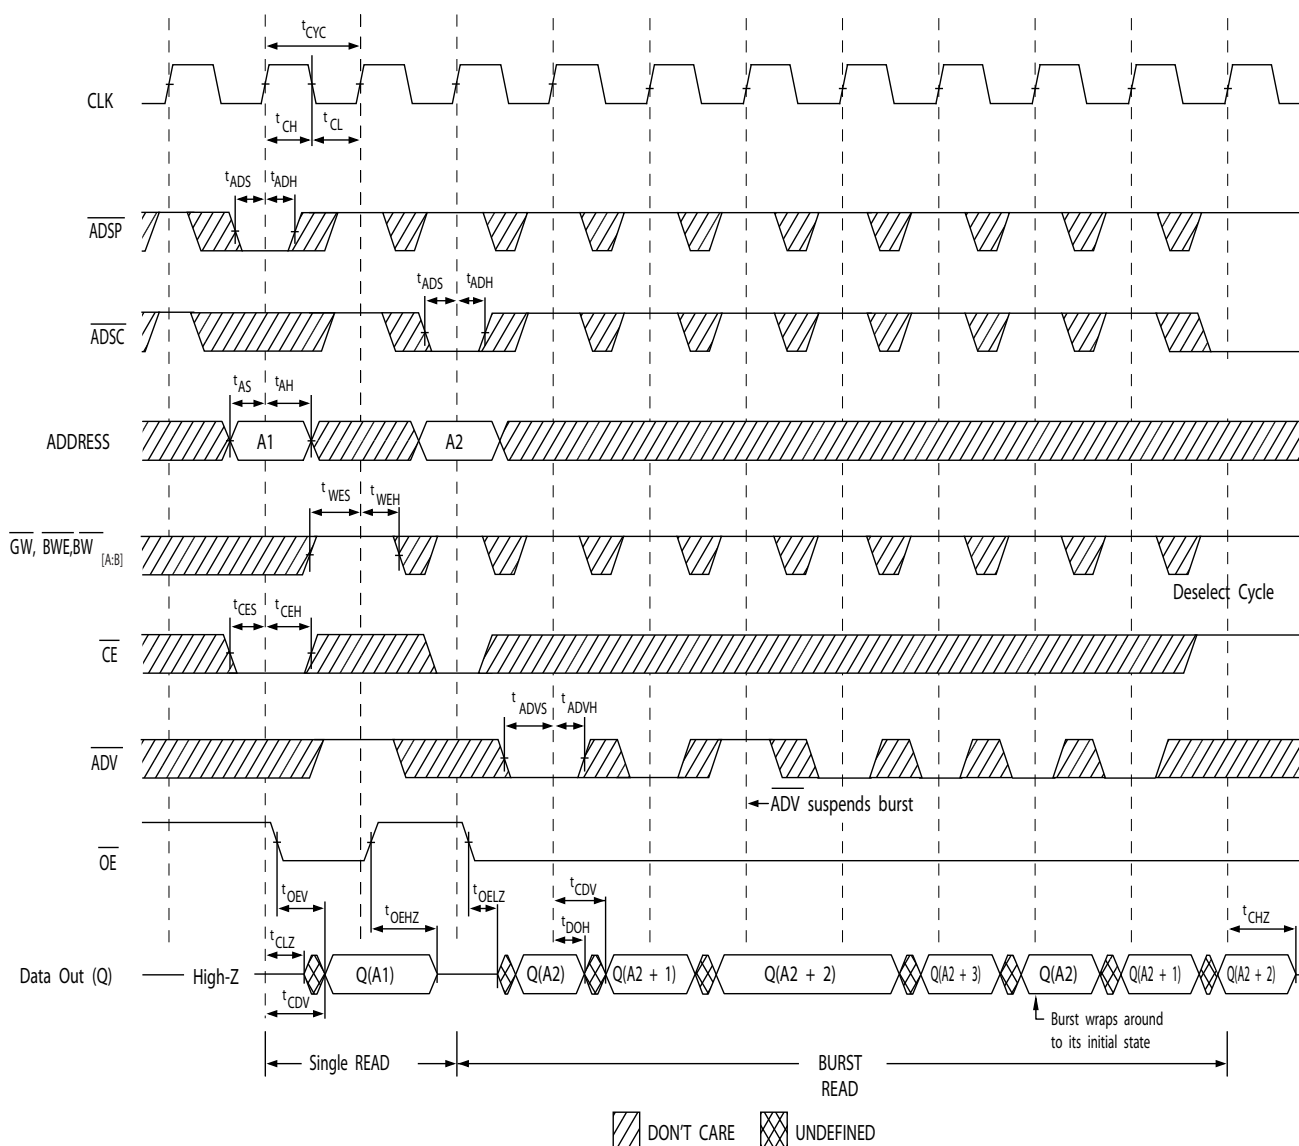 tCYC
CLK
tCH
tCL
tADS
tADH
ADSP
tADS
tADH
ADSC
tAS
tAH
ADDRESS
A1
A2
tWES
tWEH
GW, BWE,BW [A:B]
Deselect Cycle
tCES
tCEH
CE
tADVS
tADVH
ADV
ADV suspends burst
OE
tOEV
tOEHZ
tOELZ
tCDV
tDOH
tCLZ
tCHZ
Data Out (Q)
High-Z
Q(A1)
Q(A2)
Q(A2 + 1)
Q(A2 + 2)
Q(A2 + 3)
Q(A2)
Q(A2 + 1)
Q(A2 + 2)
tCDV
Burst wraps around
to its initial state
Single READ
BURST
READ
DON'T CARE
UNDEFINED